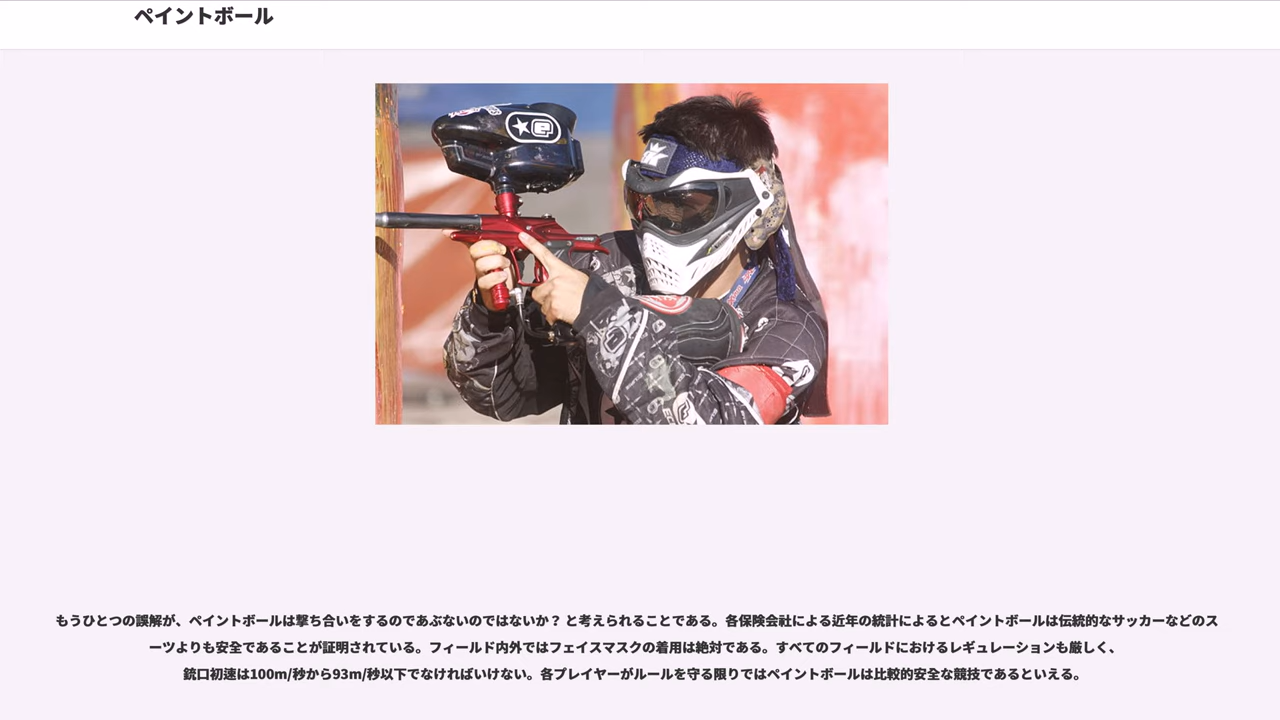 ペイントボール
もうひとつの誤解が、ペイントボールは撃ち合いをするのであぶないのではないか？ と考えられることである。各保険会社による近年の統計によるとペイントボールは伝統的なサッカーなどのス
ーツよりも安全であることが証明されている。フィールド内外ではフェイスマスクの着用は絶対である。すべてのフィールドにおけるレギュレーションも厳しく、
銃口初速は100m/秒から93m/秒以下でなければいけない。各プレイヤーがルールを守る限りではペイントボールは比較的安全な競技であるといえる。